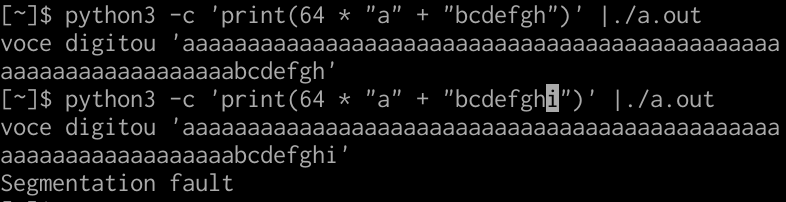 [~]$ python3 -c 'print(64 * "a" + "bcdefgh")' |./a.out
voce digitou 'aaaaaaaaaaaaaaaaaaaaaaaaaaaaaaaaaaaaaaaaaaaaaa
aaaaaaaaaaaaaaaaaabcdefgh'
[~]$ python3 -c 'print(64 * "a" + "bcdefghi")' |./a.out
voce digitou 'aaaaaaaaaaaaaaaaaaaaaaaaaaaaaaaaaaaaaaaaaaaaaa
aaaaaaaaaaaaaaaaaabcdefghi'
Segmentation fault